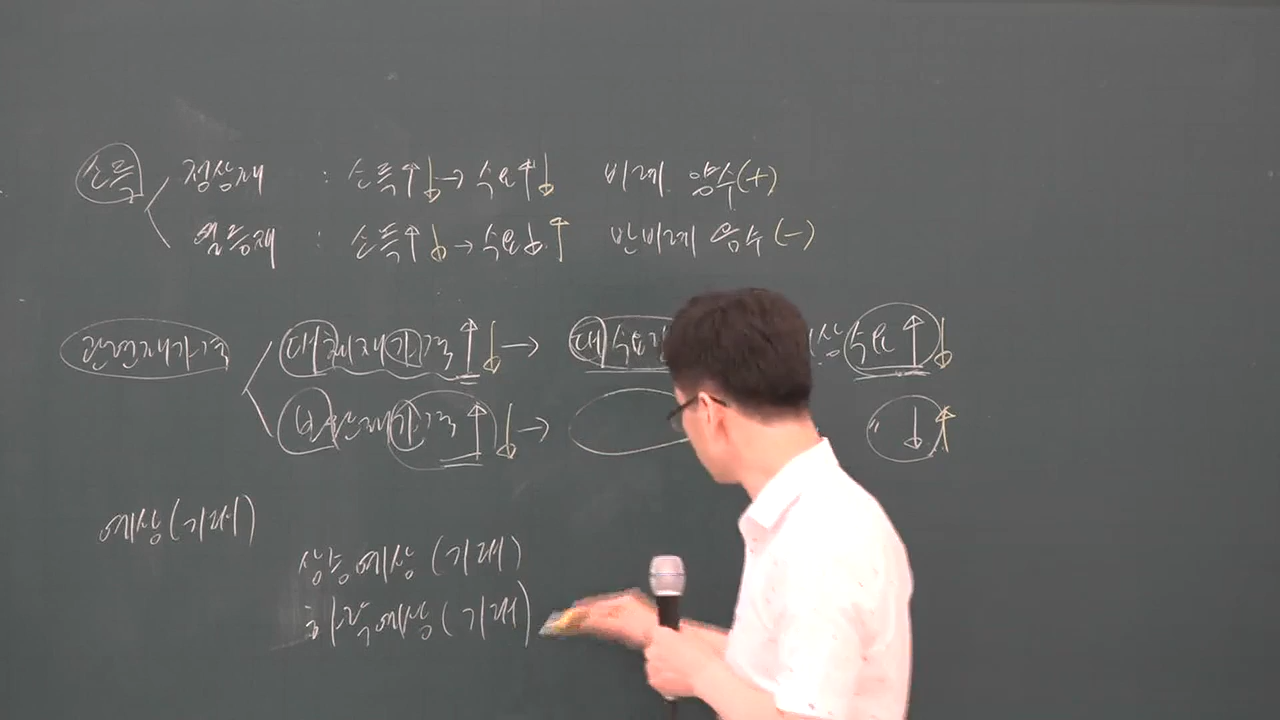 소득 정상재 : 소득↑↓→수요↑↓ 비례 양수(+)
열등재 : 소득↑↓→수요↓↑ 반비례 음수(-)
관련재가격 대체재가격↑↓→ 대 수요 상 수요↑↓
보완재가격↑↓→ " ↓↑
예상(기대)
상승예상(기대)
하락예상(기대)